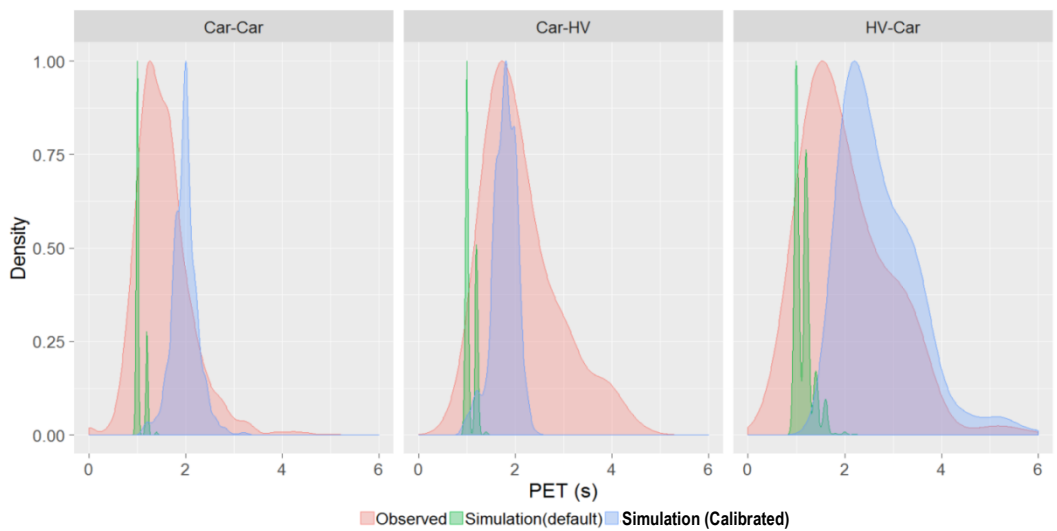 Car-Car Car-HV HV-Car
1.00
0.75
0.50
0.25
0.00
Density
0 2 4 6 0 2 4 6 0 2 4 6
PET (s)
Observed Simulation(default) Simulation (Calibrated)